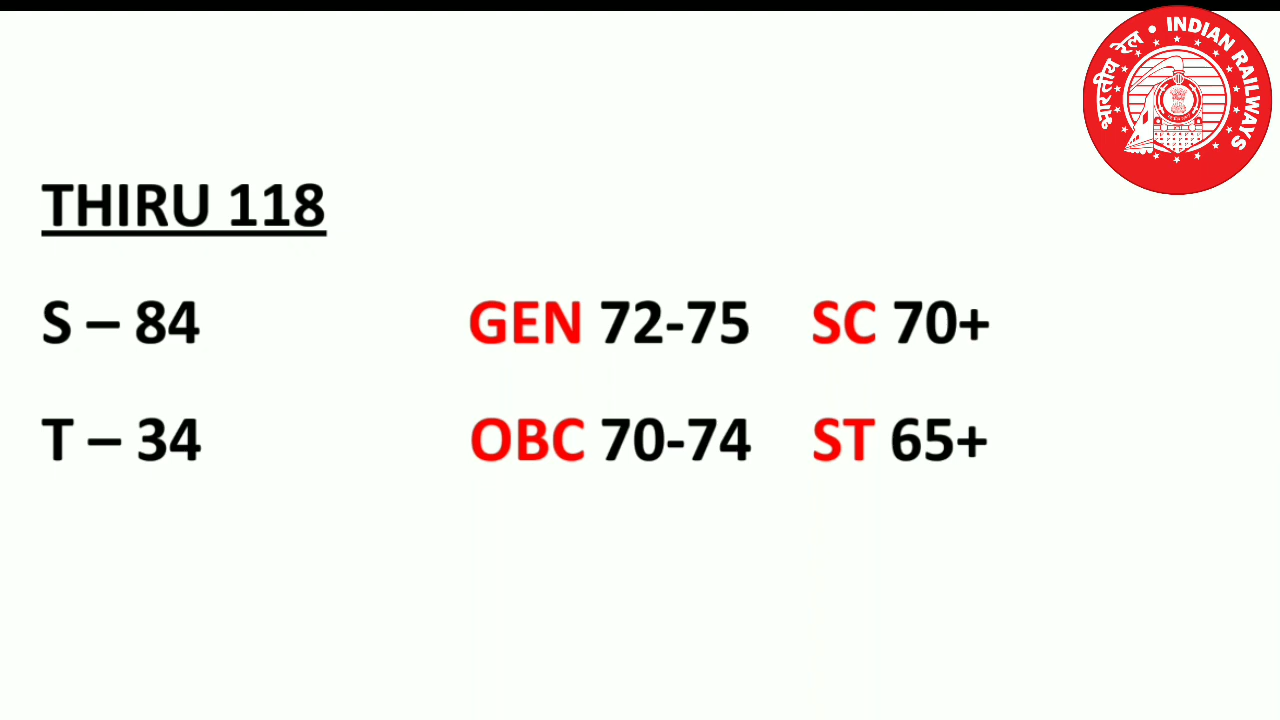 भारतीय रेल • INDIAN RAILWAYS
THIRU 118
S – 84 GEN 72-75 SC 70+
T – 34 OBC 70-74 ST 65+